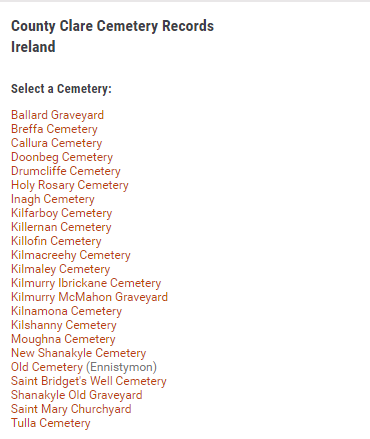 County Clare Cemetery Records
Ireland
Select a Cemetery:
Ballard Graveyard
Breffa Cemetery
Callura Cemetery
Doonbeg Cemetery
Drumcliffe Cemetery
Holy Rosary Cemetery
Inagh Cemetery
Kilfarboy Cemetery
Killernan Cemetery
Killofin Cemetery
Kilmacreehy Cemetery
Kilmaley Cemetery
Kilmurry Ibrickane Cemetery
Kilmurry McMahon Graveyard
Kilnamona Cemetery
Kilshanny Cemetery
Moughna Cemetery
New Shanakyle Cemetery
Old Cemetery (Ennistymon)
Saint Bridget's Well Cemetery
Shanakyle Old Graveyard
Saint Mary Churchyard
Tulla Cemetery